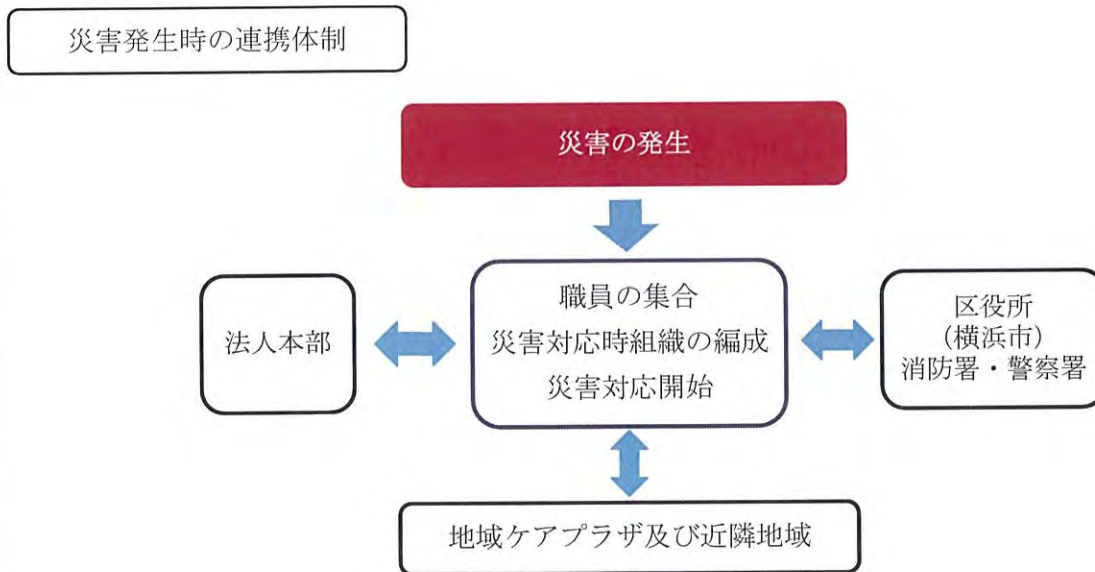 災害発生時の連携体制
災害の発生
職員の集合
災害対応時組織の編成
災害対応開始
法人本部
区役所
(横浜市)
消防署・警察署
地域ケアプラザ及び近隣地域